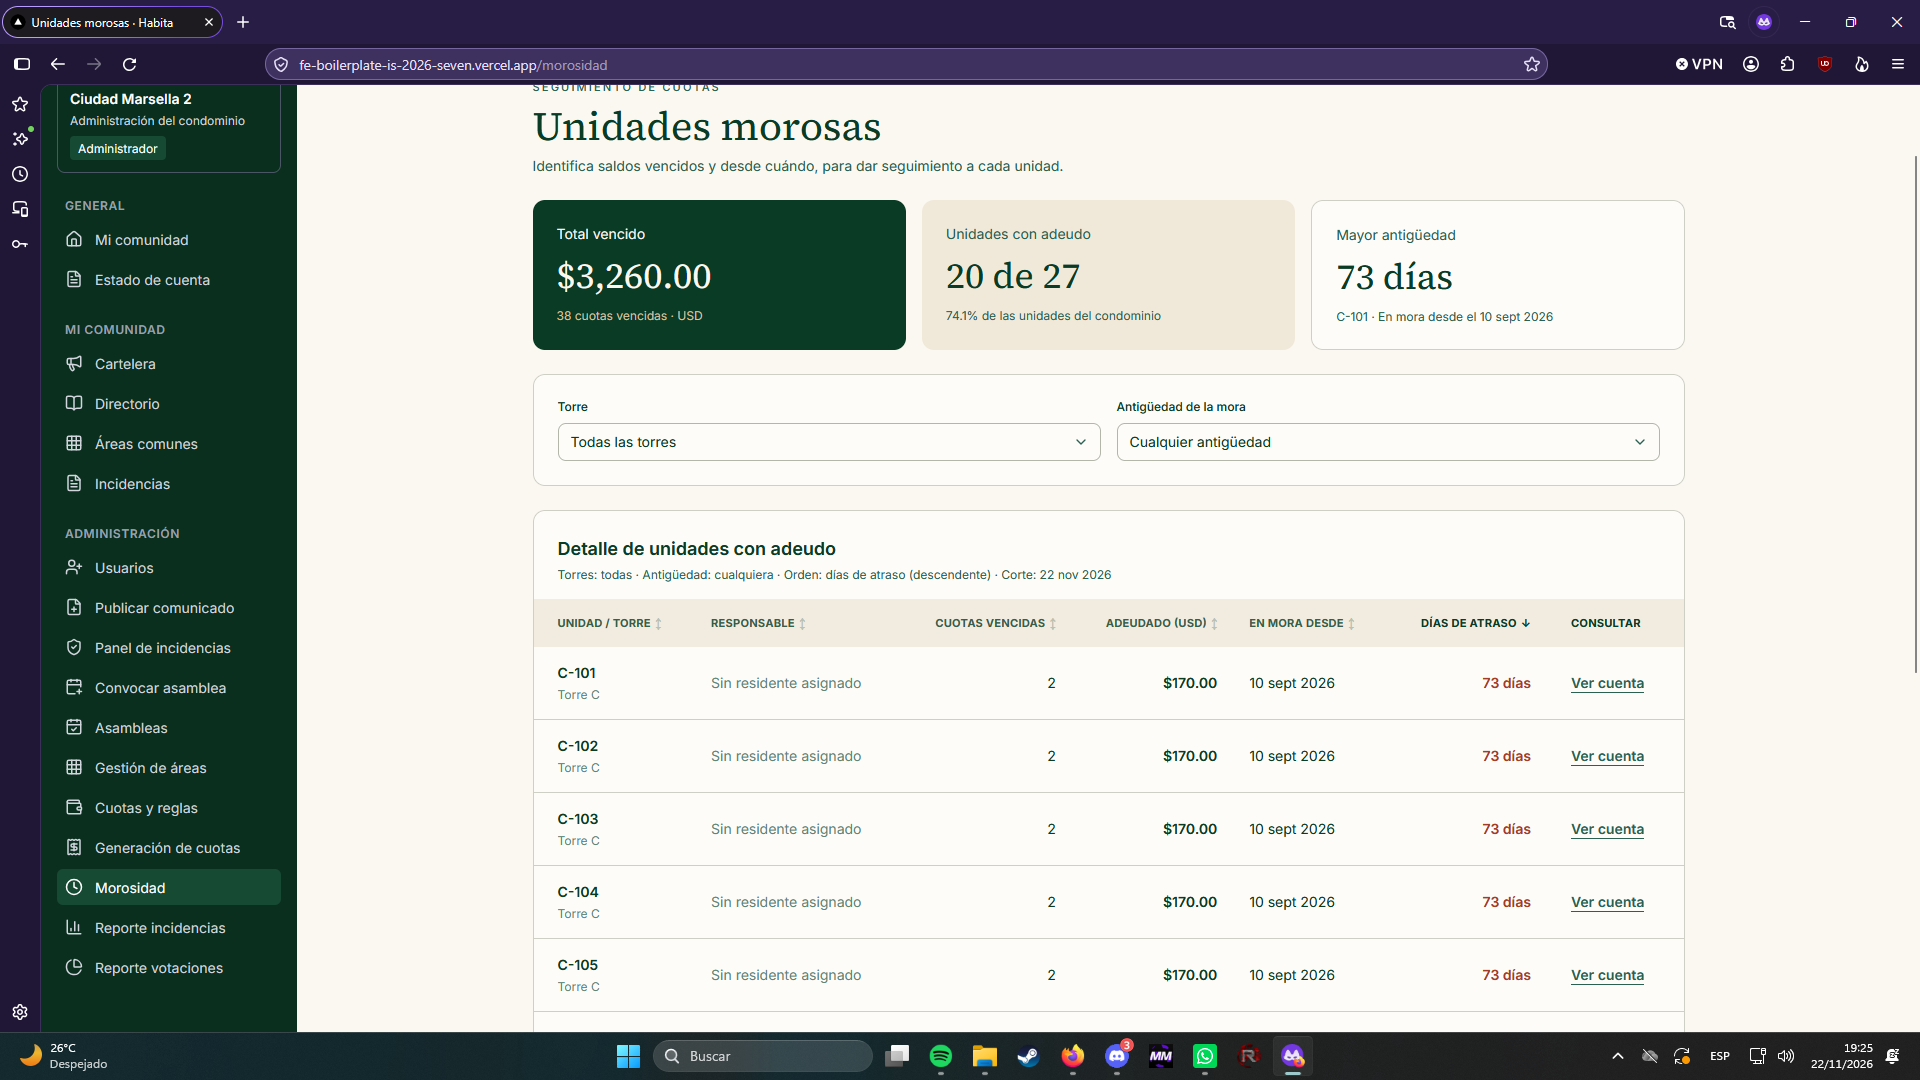 Unidades morosas · Habita
fe-boilerplate-is-2026-seven.vercel.app/morosidad
VPN
Ciudad Marsella 2
Administración del condominio
Administrador
GENERAL
Mi comunidad
Estado de cuenta
MI COMUNIDAD
Cartelera
Directorio
Áreas comunes
Incidencias
ADMINISTRACIÓN
Usuarios
Publicar comunicado
Panel de incidencias
Convocar asamblea
Asambleas
Gestión de áreas
Cuotas y reglas
Generación de cuotas
Morosidad
Reporte incidencias
Reporte votaciones
SEGUIMIENTO DE CUOTAS
Unidades morosas
Identifica saldos vencidos y desde cuándo, para dar seguimiento a cada unidad.
Total vencido
$3,260.00
38 cuotas vencidas · USD
Unidades con adeudo
20 de 27
74.1% de las unidades del condominio
Mayor antigüedad
73 días
C-101 · En mora desde el 10 sept 2026
Torre
Todas las torres
Antigüedad de la mora
Cualquier antigüedad
Detalle de unidades con adeudo
Torres: todas · Antigüedad: cualquiera · Orden: días de atraso (descendente) · Corte: 22 nov 2026
UNIDAD / TORRE RESPONSABLE CUOTAS VENCIDAS ADEUDADO (USD) EN MORA DESDE DÍAS DE ATRASO CONSULTAR
C-101
Torre C
Sin residente asignado 2 $170.00 10 sept 2026 73 días Ver cuenta
C-102
Torre C
Sin residente asignado 2 $170.00 10 sept 2026 73 días Ver cuenta
C-103
Torre C
Sin residente asignado 2 $170.00 10 sept 2026 73 días Ver cuenta
C-104
Torre C
Sin residente asignado 2 $170.00 10 sept 2026 73 días Ver cuenta
C-105
Torre C
Sin residente asignado 2 $170.00 10 sept 2026 73 días Ver cuenta
26°C
Despejado
Buscar
3
MM
ESP
19:25
22/11/2026